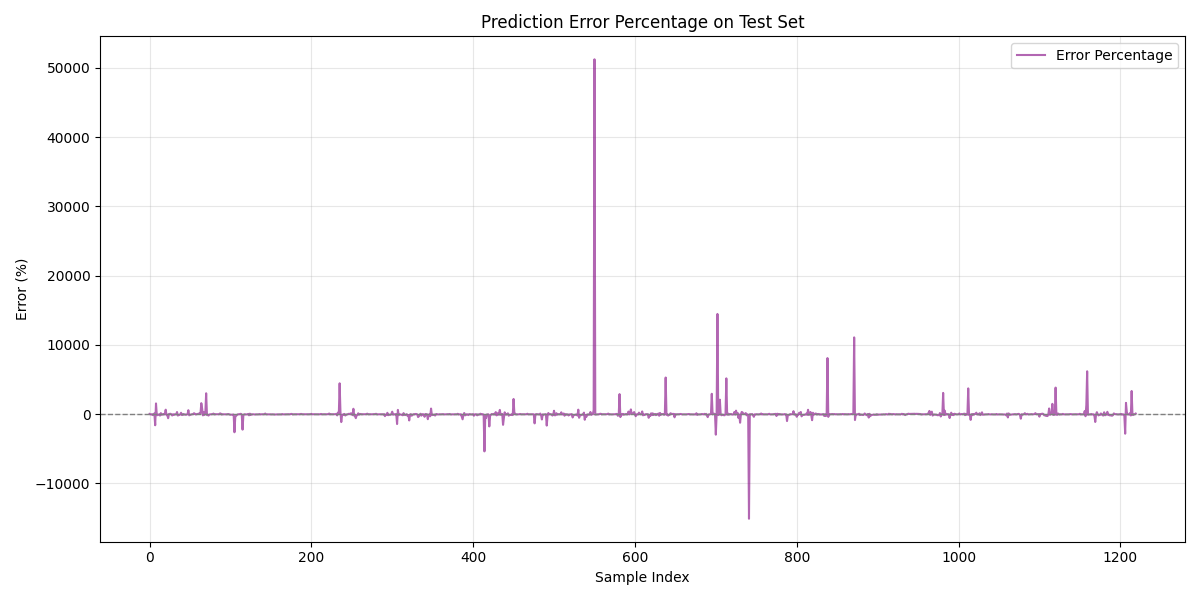 Prediction Error Percentage on Test Set
Error Percentage
50000
40000
30000
20000
10000
0
−10000
Error (%)
0 200 400 600 800 1000 1200
Sample Index